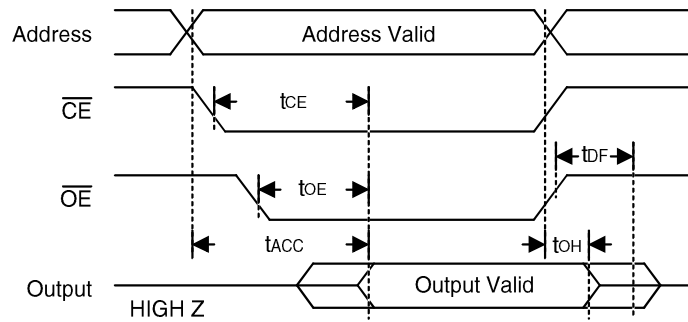 Address
Address Valid
CE
tCE
tDF
OE
tOE
tACC
tOH
Output
Output Valid
HIGH Z